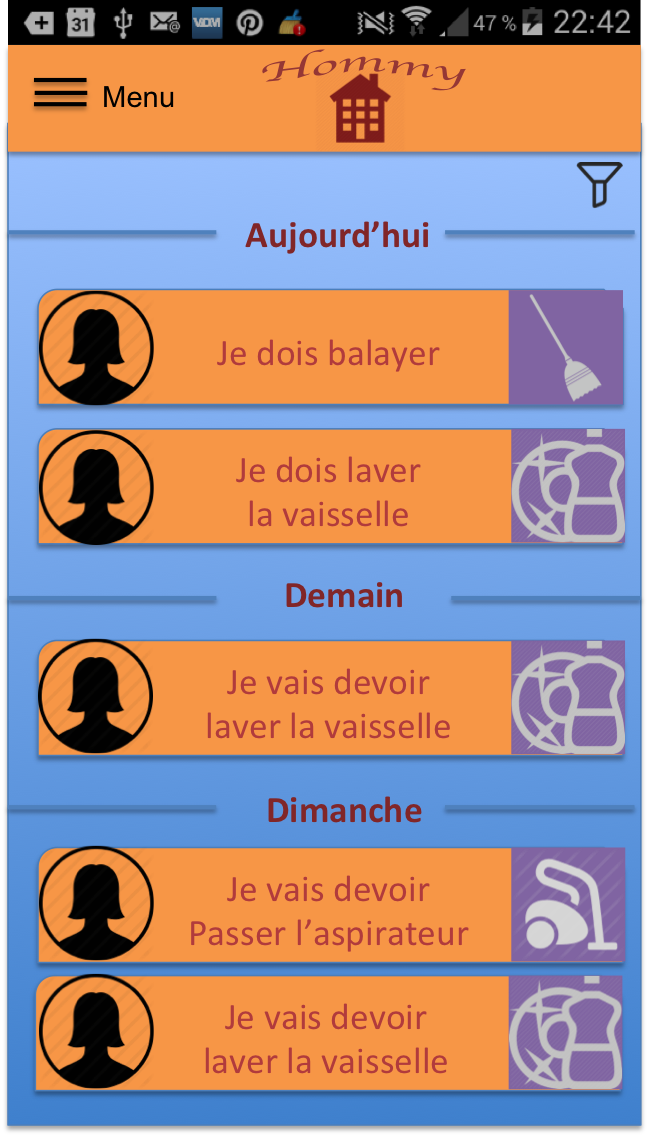 31 @ VDM 47 % 22:42
Hommy
Menu
Aujourd’hui
Je dois balayer
Je dois laver
la vaisselle
Demain
Je vais devoir
laver la vaisselle
Dimanche
Je vais devoir
Passer l’aspirateur
Je vais devoir
laver la vaisselle